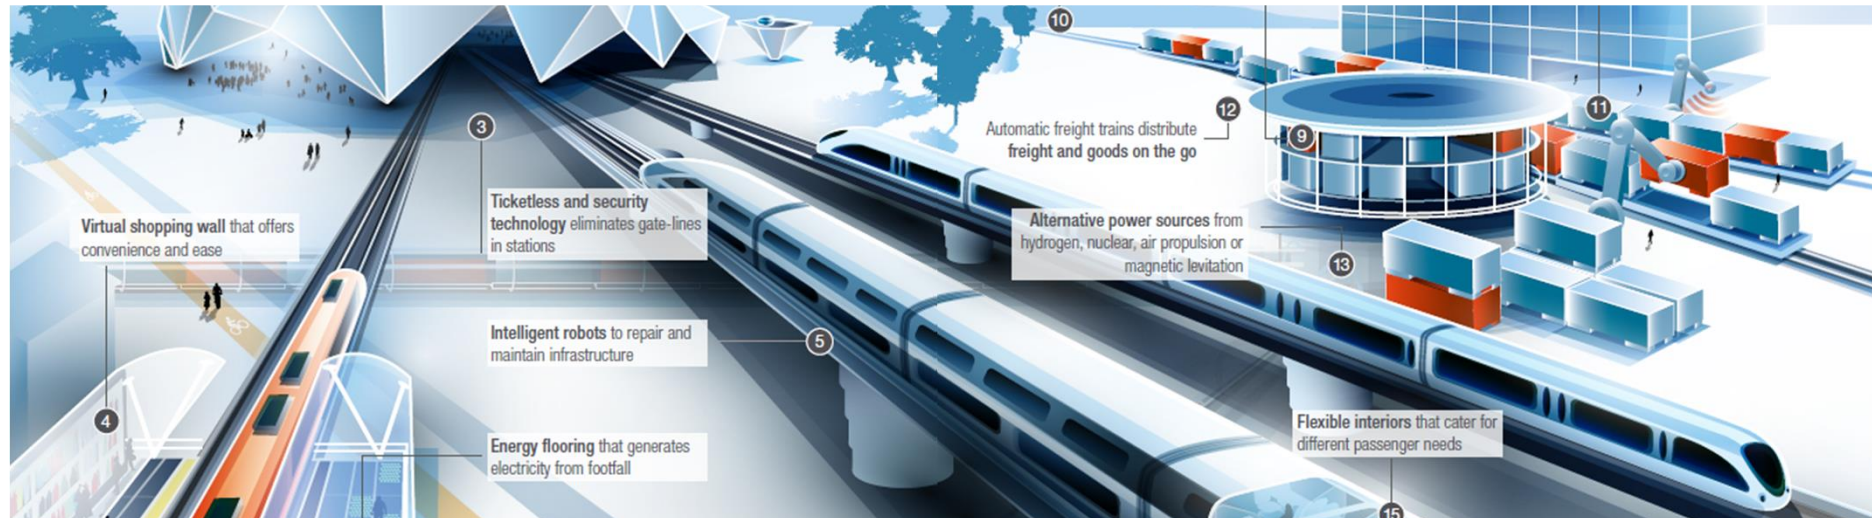 10
3
Ticketless and security
technology eliminates gate-lines
in stations
Virtual shopping wall that offers
convenience and ease
4
Intelligent robots to repair and
maintain infrastructure
5
Energy flooring that generates
electricity from footfall
12
Automatic freight trains distribute
freight and goods on the go
9
11
Alternative power sources from
hydrogen, nuclear, air propulsion or
magnetic levitation
13
Flexible interiors that cater for
different passenger needs
15